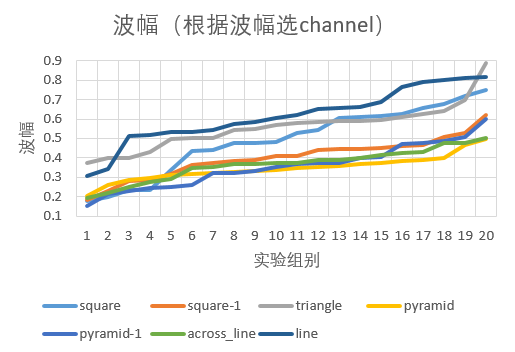 波幅（根据波幅选channel）
0.9
0.8
0.7
0.6
0.5
0.4
0.3
0.2
0.1
波幅
1 2 3 4 5 6 7 8 9 10 11 12 13 14 15 16 17 18 19 20
实验组别
square square-1 triangle pyramid
pyramid-1 across_line line